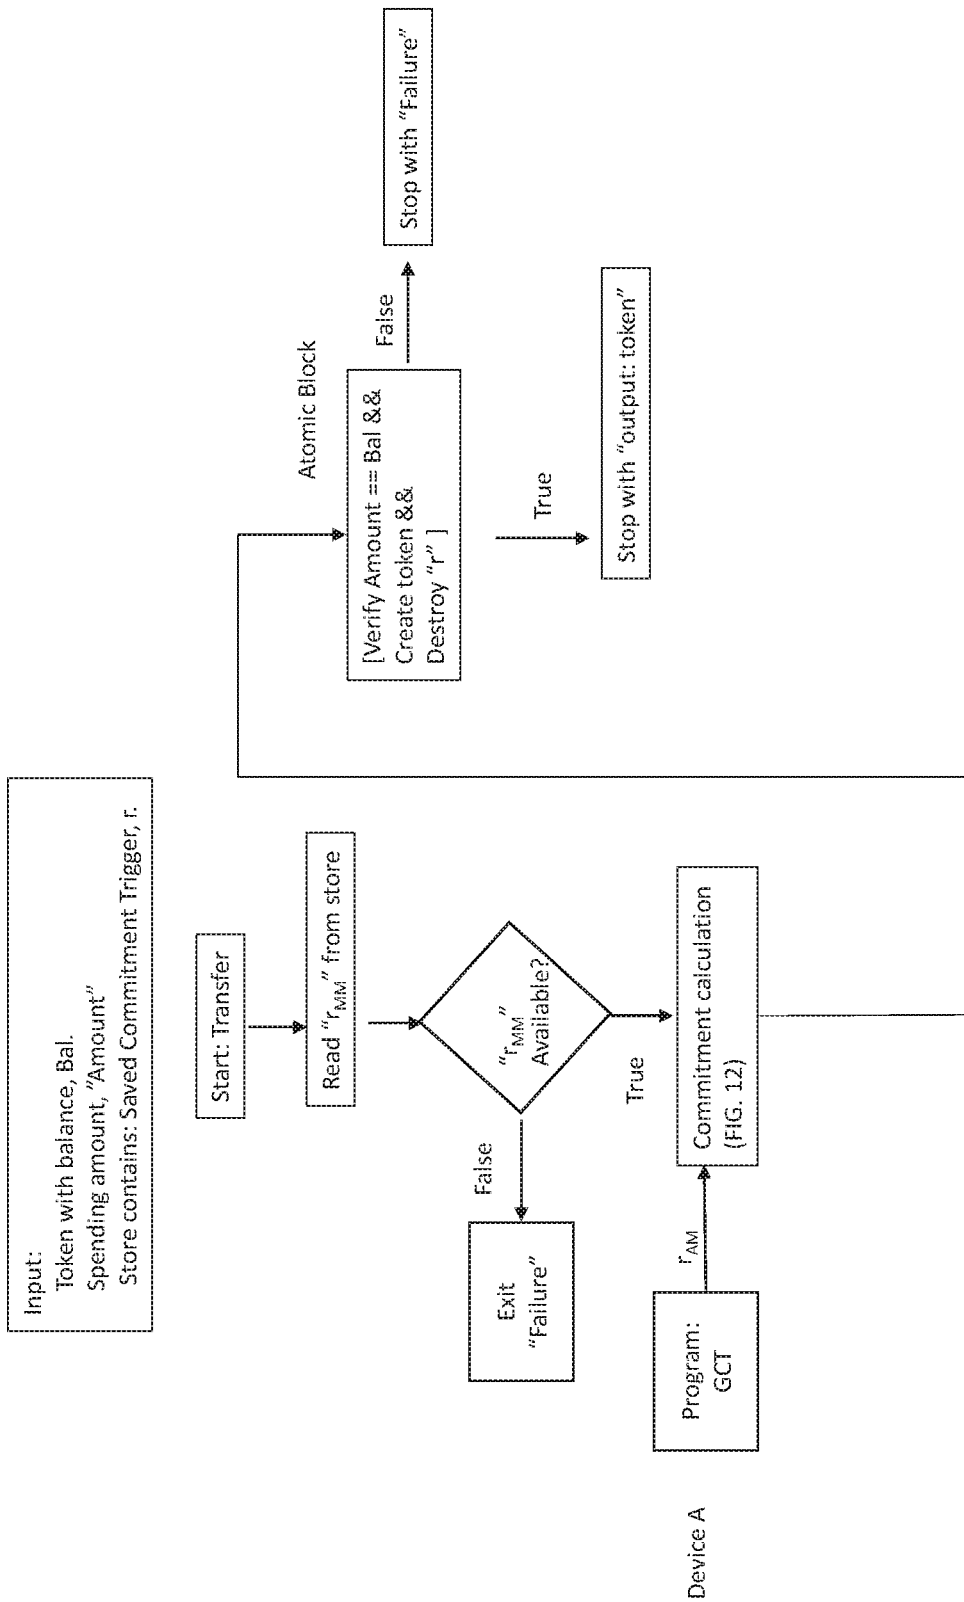 Input:
Token with balance, Bal.
Spending amount, "Amount"
Store contains: Saved Commitment Trigger, r.
Start: Transfer
Read "rMM" from store
"rMM"
Available?
False
Exit
"Failure"
True
Device A
Program:
GCT
rAM
Commitment calculation
(FIG. 12)
Atomic Block
[Verify Amount == Bal &&
Create token &&
Destroy "r" ]
False
Stop with "Failure"
True
Stop with "output: token"